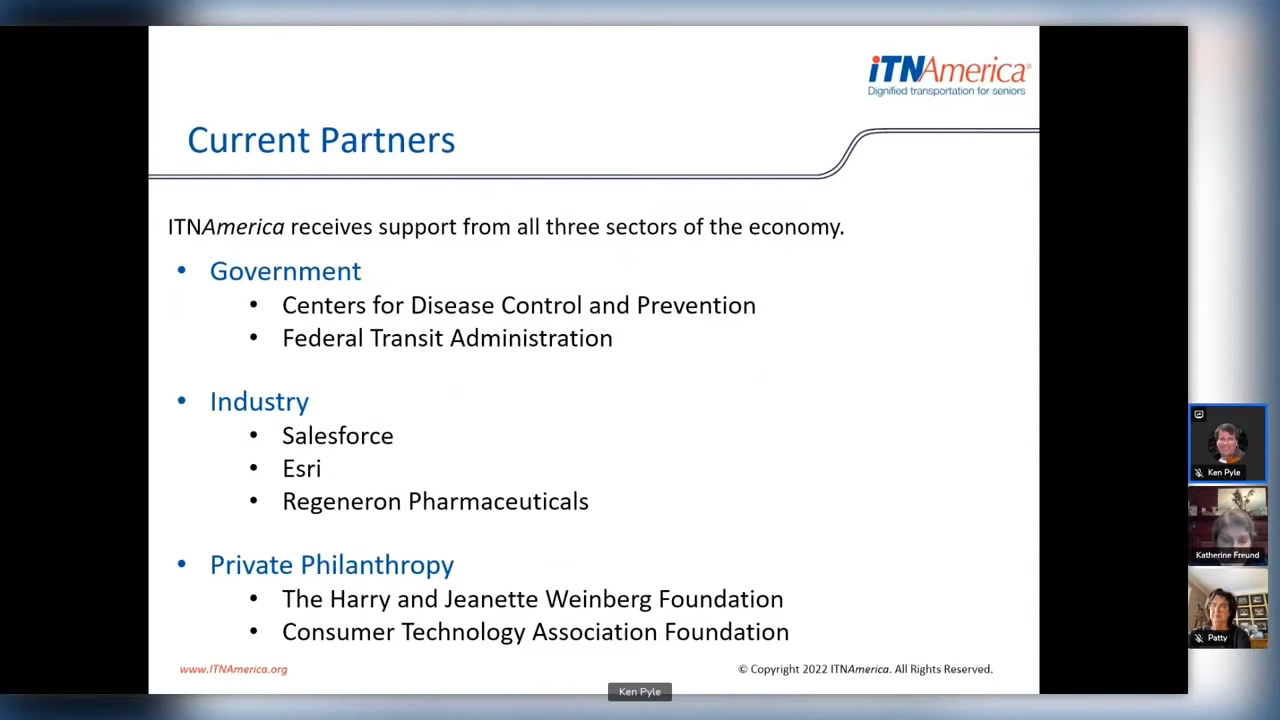 iTNAmerica®
Dignified transportation for seniors
Current Partners
ITNAmerica receives support from all three sectors of the economy.
• Government
• Centers for Disease Control and Prevention
• Federal Transit Administration
• Industry
• Salesforce
• Esri
• Regeneron Pharmaceuticals
• Private Philanthropy
• The Harry and Jeanette Weinberg Foundation
• Consumer Technology Association Foundation
www.ITNAmerica.org
© Copyright 2022 ITNAmerica. All Rights Reserved.
Ken Pyle
Ken Pyle
Katherine Freund
Patty